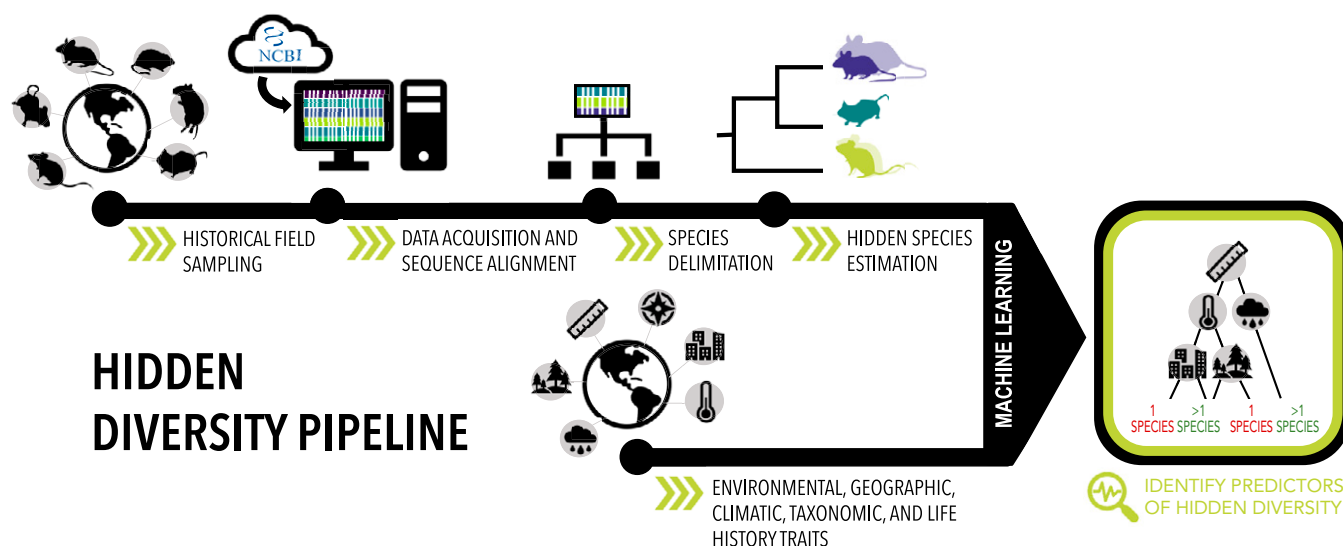 NCBI
HISTORICAL FIELD
SAMPLING
DATA ACQUISITION AND
SEQUENCE ALIGNMENT
SPECIES
DELIMITATION
HIDDEN SPECIES
ESTIMATION
MACHINE LEARNING
HIDDEN
DIVERSITY PIPELINE
ENVIRONMENTAL, GEOGRAPHIC,
CLIMATIC, TAXONOMIC, AND LIFE
HISTORY TRAITS
1 >1 1 >1
SPECIES SPECIES SPECIES SPECIES
IDENTIFY PREDICTORS
OF HIDDEN DIVERSITY